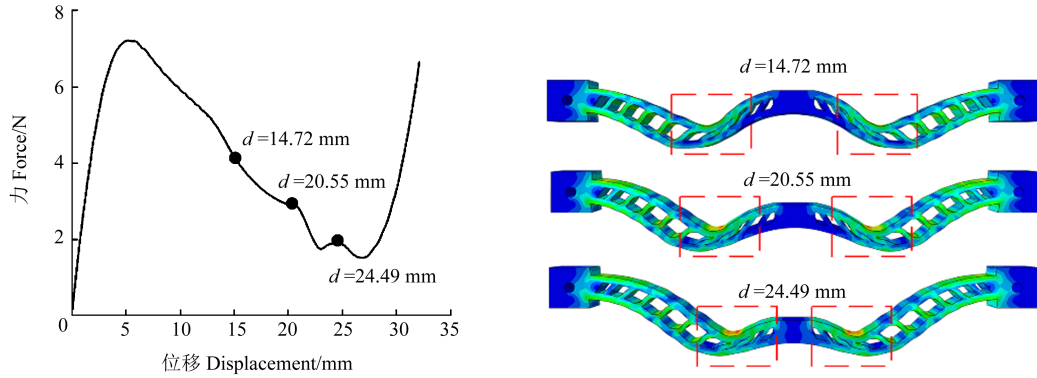 8
6
4
2
0
5
10
15
20
25
30
35
力 Force/N
位移 Displacement/mm
d=14.72 mm
d=20.55 mm
d=24.49 mm
d=14.72 mm
d=20.55 mm
d=24.49 mm